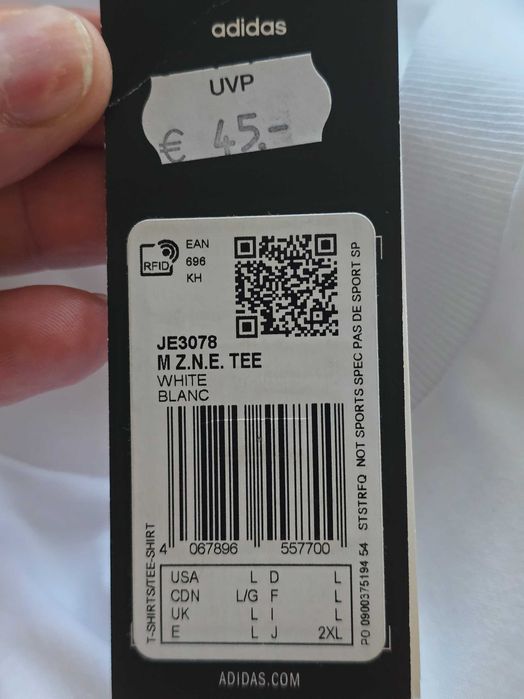 adidas
UVP
€ 45.-
RFID
EAN
696
KH
JE3078
M Z.N.E. TEE
WHITE
BLANC
4 067896 557700
T-SHIRTS/TEE-SHIRT
PO 0900375194 54 STSTRFQ NOT SPORTS SPEC PAS DE SPORT SP
USA L D L
CDN L/G F L
UK L I L
E L J 2XL
ADIDAS.COM